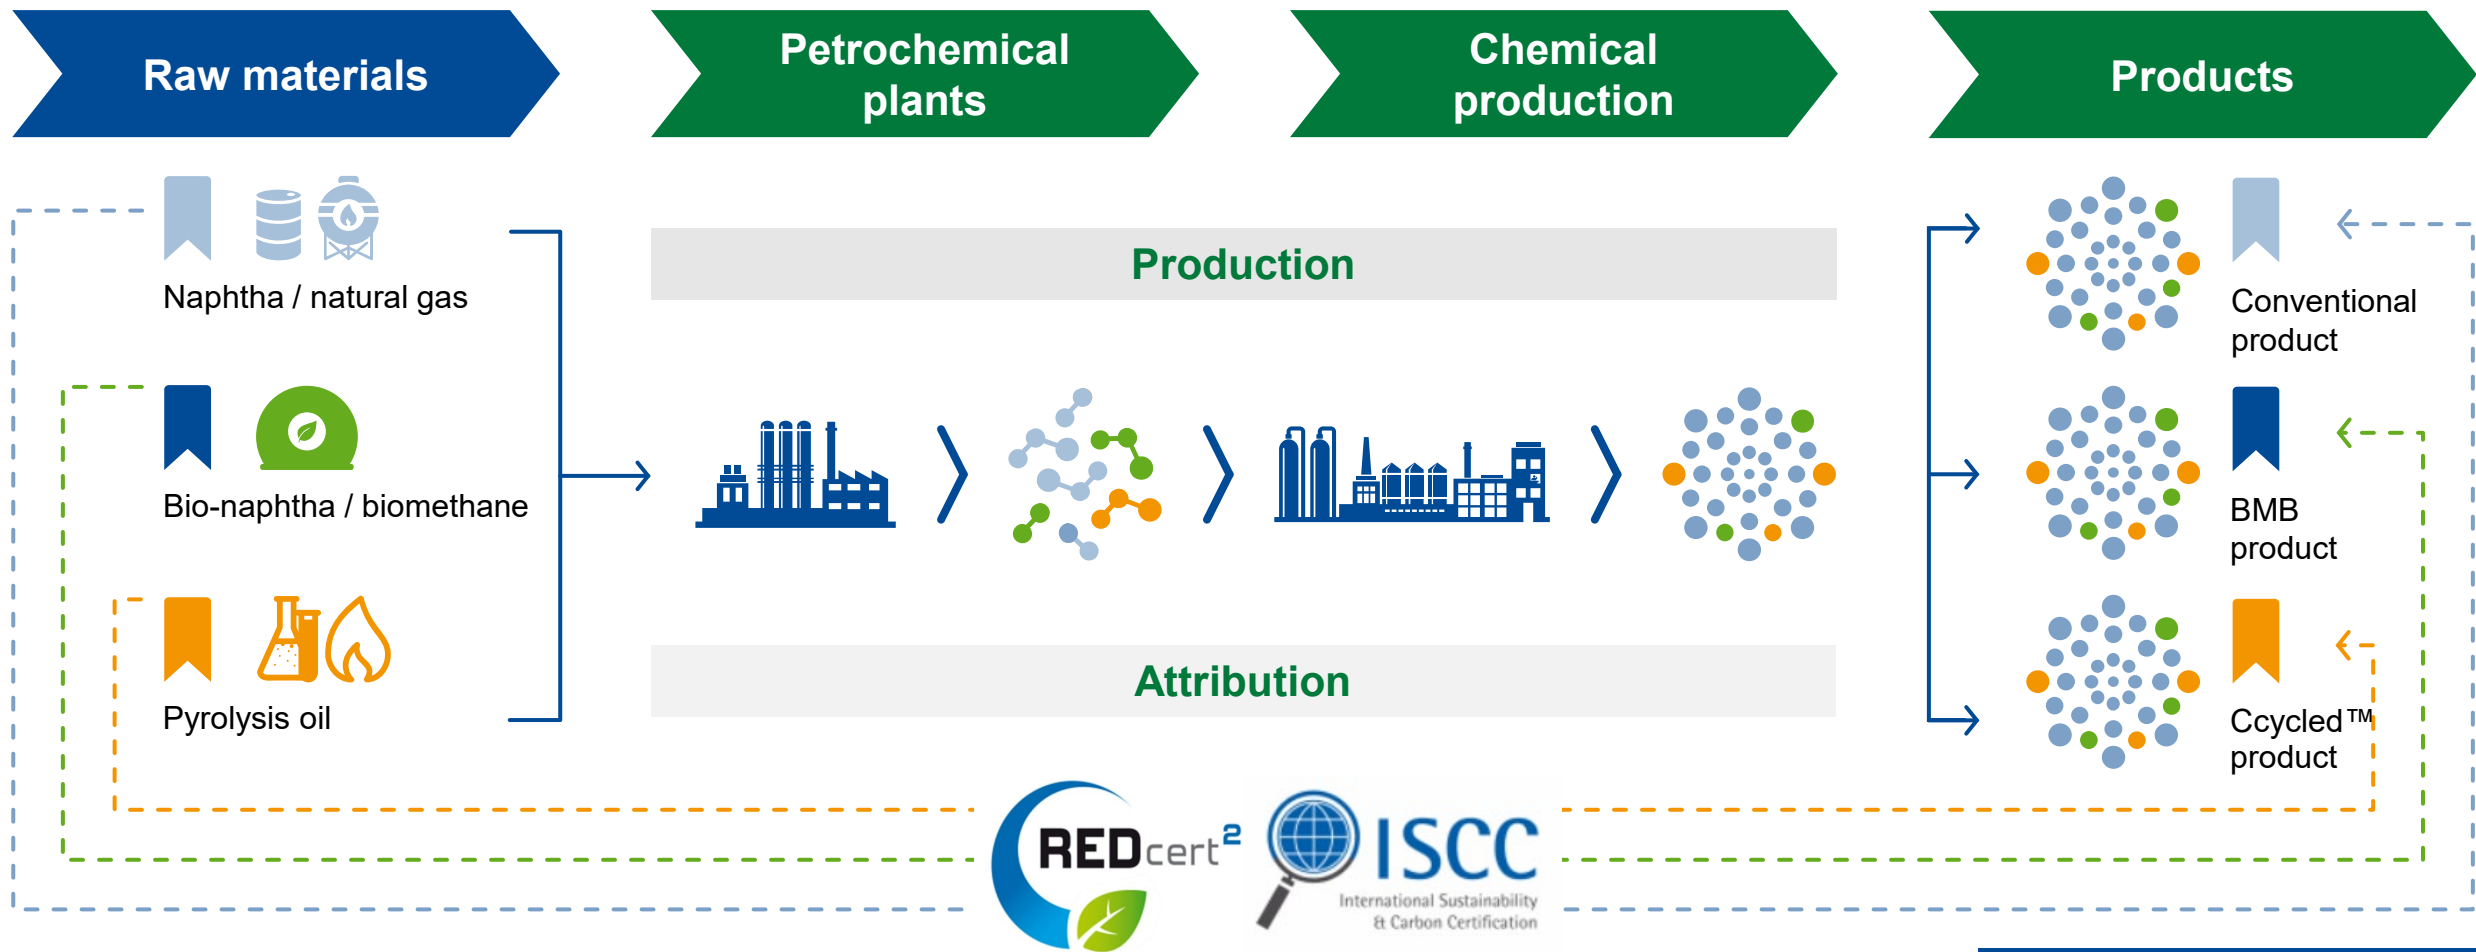 Raw materials
Petrochemical
plants
Chemical
production
Products
Naphtha / natural gas
Production
Conventional
product
Bio-naphtha / biomethane
BMB
product
Pyrolysis oil
Attribution
Ccycled™
product
REDcert²
ISCC
International Sustainability
& Carbon Certification